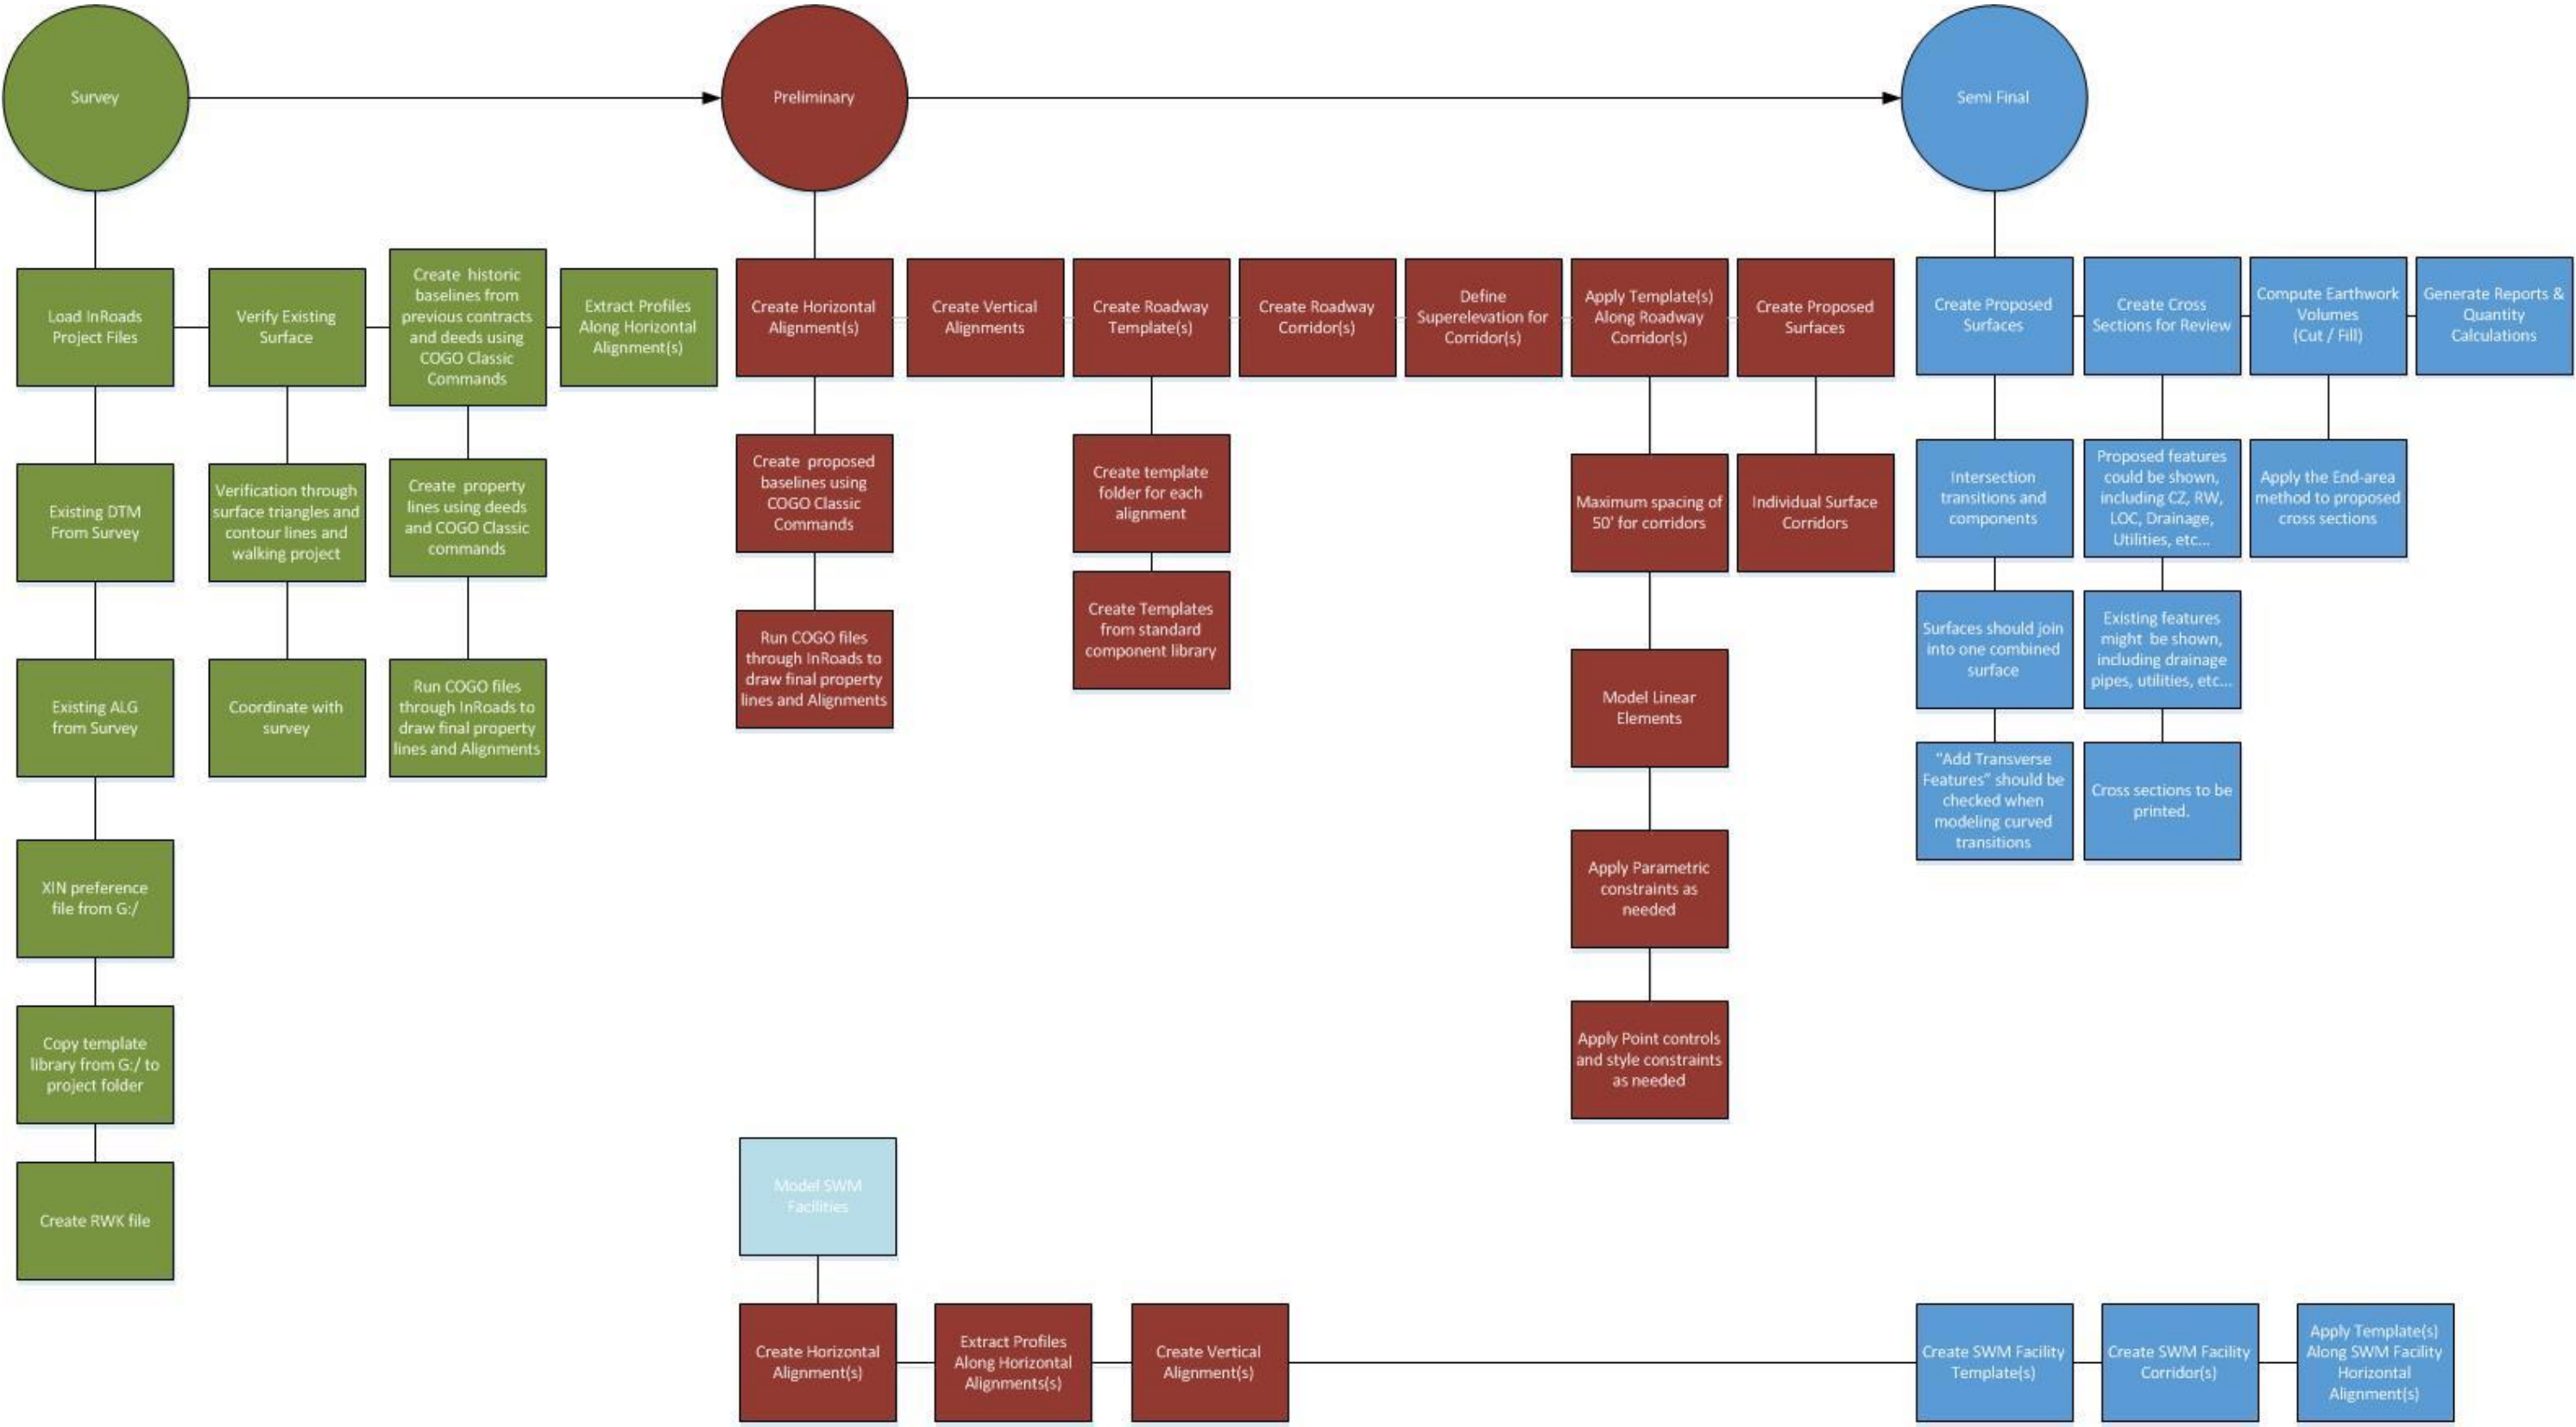 Survey
Preliminary
Semi Final
Load InRoads
Project Files
Verify Existing
Surface
Create historic
baselines from
previous contracts
and deeds using
COGO Classic
Commands
Extract Profiles
Along Horizontal
Alignment(s)
Create Horizontal
Alignment(s)
Create Vertical
Alignments
Create Roadway
Template(s)
Create Roadway
Corridor(s)
Define
Superelevation for
Corridor(s)
Apply Template(s)
Along Roadway
Corridor(s)
Create Proposed
Surfaces
Create Proposed
Surfaces
Create Cross
Sections for Review
Compute Earthwork
Volumes
(Cut / Fill)
Generate Reports &
Quantity
Calculations
Existing DTM
From Survey
Verification through
surface triangles and
contour lines and
walking project
Create property
lines using deeds
and COGO Classic
commands
Create proposed
baselines using
COGO Classic
Commands
Create template
folder for each
alignment
Maximum spacing of
50' for corridors
Individual Surface
Corridors
Intersection
transitions and
components
Proposed features
could be shown,
including CZ, RW,
LOC, Drainage,
Utilities, etc...
Apply the End-area
method to proposed
cross sections
Existing ALG
from Survey
Coordinate with
survey
Run COGO files
through InRoads to
draw final property
lines and Alignments
Run COGO files
through InRoads to
draw final property
lines and Alignments
Create Templates
from standard
component library
Model Linear
Elements
Surfaces should join
into one combined
surface
Existing features
might be shown,
including drainage
pipes, utilities, etc...
XIN preference
file from G:/
Apply Parametric
constraints as
needed
"Add Transverse
Features" should be
checked when
modeling curved
transitions
Cross sections to be
printed.
Copy template
library from G:/ to
project folder
Apply Point controls
and style constraints
as needed
Create RWK file
Model SWM
Facilities
Create Horizontal
Alignment(s)
Extract Profiles
Along Horizontal
Alignments(s)
Create Vertical
Alignment(s)
Create SWM Facility
Template(s)
Create SWM Facility
Corridor(s)
Apply Template(s)
Along SWM Facility
Horizontal
Alignment(s)